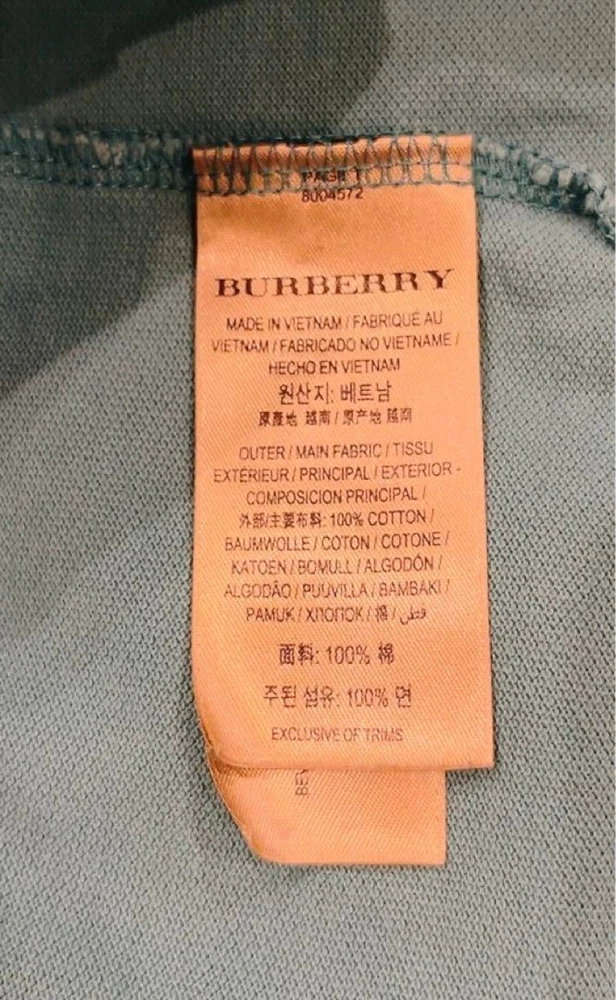 PAGE 1
8004572
BURBERRY
MADE IN VIETNAM / FABRIQUÉ AU
VIETNAM / FABRICADO NO VIETNAME /
HECHO EN VIETNAM
원산지: 베트남
原產地 越南 / 原产地 越南
OUTER / MAIN FABRIC / TISSU
EXTÉRIEUR / PRINCIPAL / EXTERIOR -
COMPOSICION PRINCIPAL /
外部/主要布料: 100% COTTON /
BAUMWOLLE / COTON / COTONE /
KATOEN / BOMULL / ALGODÓN /
ALGODÃO / PUUVILLA / BAMBAKI /
PAMUK / ХЛОПОК / 棉 / قطن
面料: 100% 棉
주된 섬유: 100% 면
EXCLUSIVE OF TRIMS